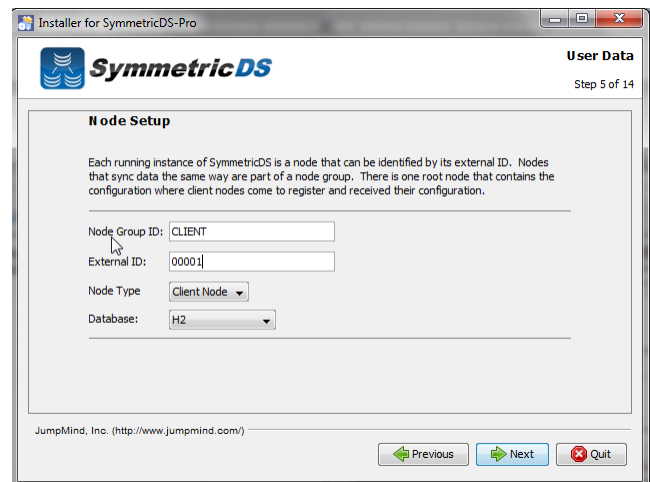 Installer for SymmetricDS-Pro
SymmetricDS
User Data
Step 5 of 14
Node Setup
Each running instance of SymmetricDS is a node that can be identified by its external ID. Nodes
that sync data the same way are part of a node group. There is one root node that contains the
configuration where client nodes come to register and received their configuration.
Node Group ID: CLIENT
External ID: 00001
Node Type Client Node
Database: H2
JumpMind, Inc. (http://www.jumpmind.com/)
Previous Next Quit